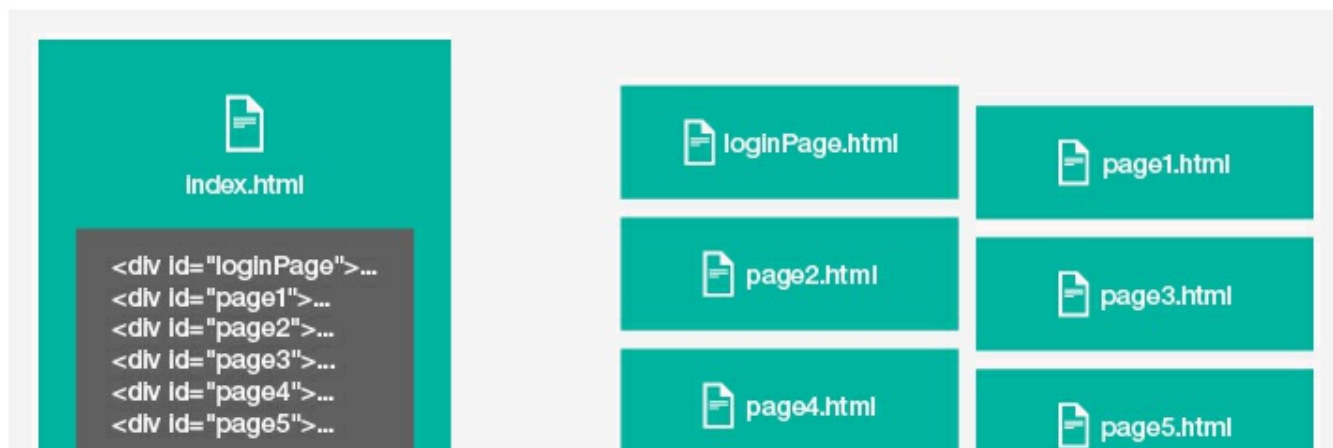 index.html
<div id="loginPage">...
<div id="page1">...
<div id="page2">...
<div id="page3">...
<div id="page4">...
<div id="page5">...
loginPage.html
page1.html
page2.html
page3.html
page4.html
page5.html